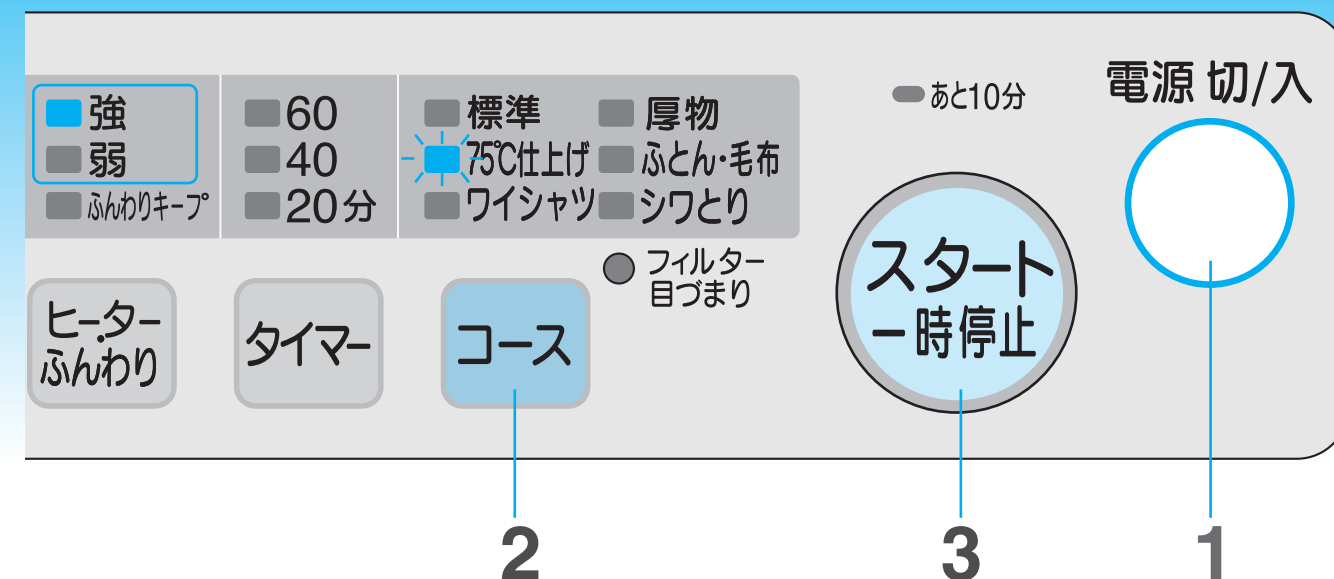 強
弱
ふんわりキープ
60
40
20分
標準
75℃仕上げ
ワイシャツ
厚物
ふとん・毛布
シワとり
あと10分
電源 切/入
フィルター
目づまり
ヒーター
ふんわり
タイマー
コース
スタート
一時停止
2
3
1